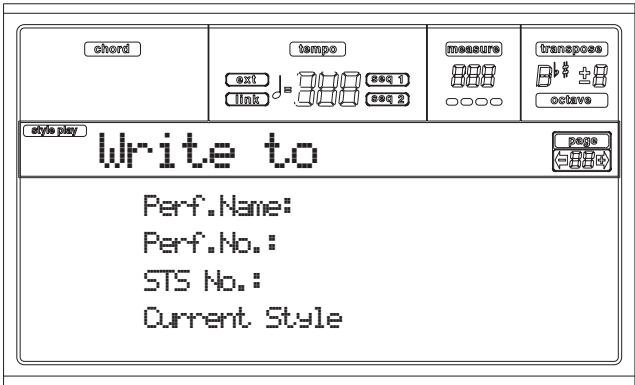 chord
tempo
measure
transpose
ext
seq 1
link
seq 2
octave
style play
Write to
page
Perf.Name:
Perf.No.:
STS No.:
Current Style